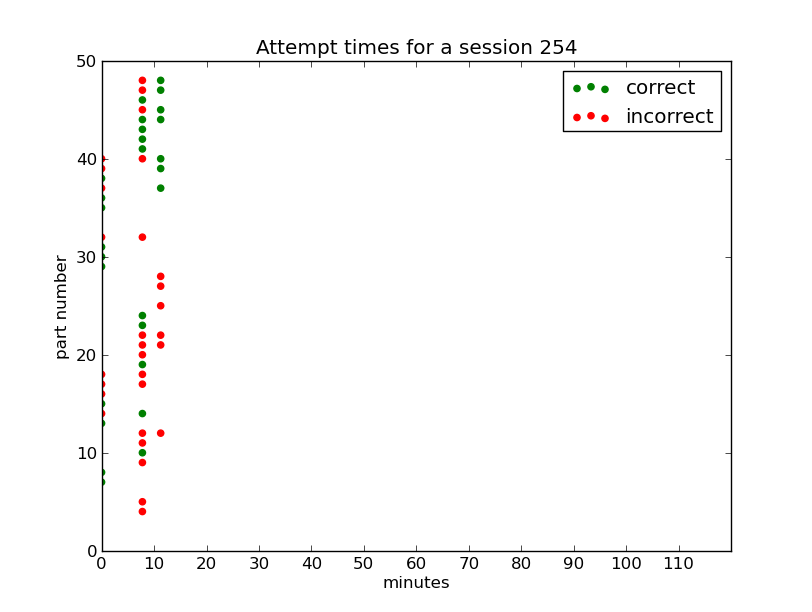 Attempt times for a session 254
correct
incorrect
50
40
30
20
10
0
part number
0 10 20 30 40 50 60 70 80 90 100 110
minutes